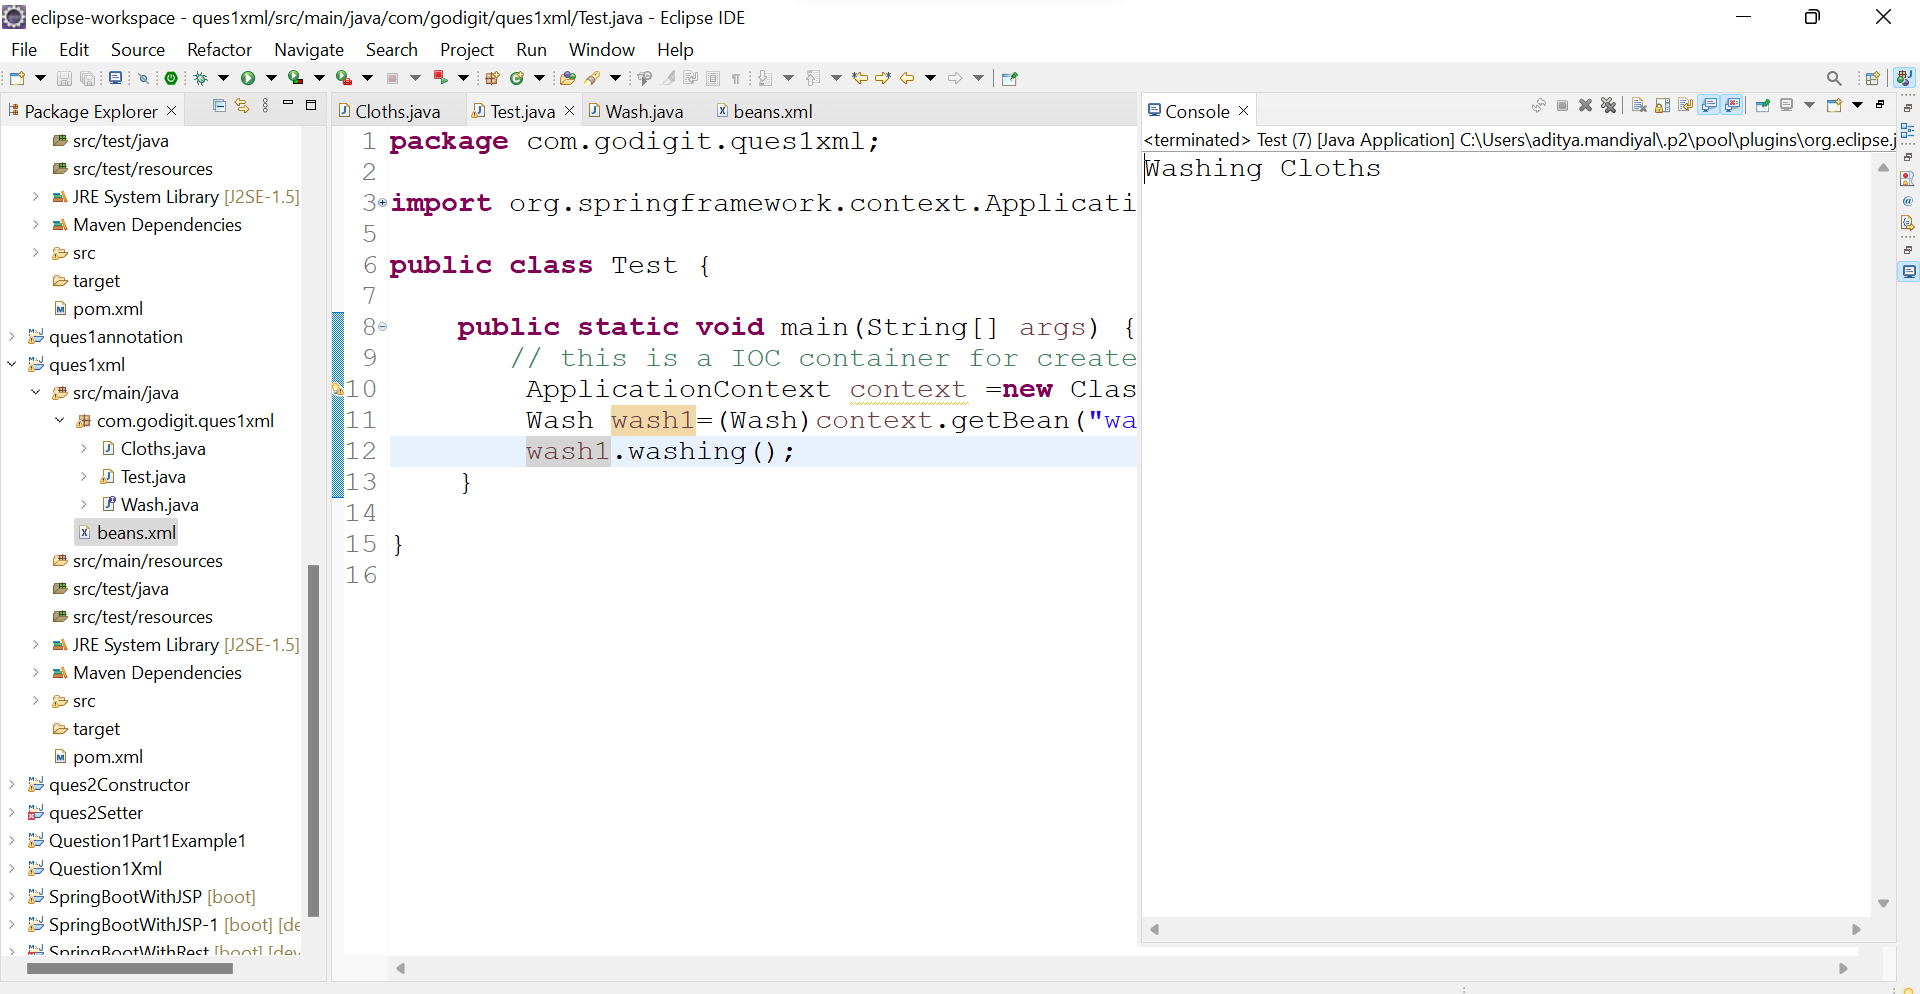 eclipse-workspace - ques1xml/src/main/java/com/godigit/ques1xml/Test.java - Eclipse IDE
File Edit Source Refactor Navigate Search Project Run Window Help
Package Explorer
src/test/java
src/test/resources
JRE System Library [J2SE-1.5]
Maven Dependencies
src
target
pom.xml
ques1annotation
ques1xml
src/main/java
com.godigit.ques1xml
Cloths.java
Test.java
Wash.java
beans.xml
src/main/resources
src/test/java
src/test/resources
JRE System Library [J2SE-1.5]
Maven Dependencies
src
target
pom.xml
ques2Constructor
ques2Setter
Question1Part1Example1
Question1Xml
SpringBootWithJSP [boot]
SpringBootWithJSP-1 [boot] [de
SpringBootWithRest [boot] [dev
Cloths.java Test.java Wash.java beans.xml
1 package com.godigit.ques1xml;
2
3 import org.springframework.context.Applicati
5
6 public class Test {
7
8 public static void main(String[] args) {
9 // this is a IOC container for create
10 ApplicationContext context =new Clas
11 Wash wash1=(Wash)context.getBean("wa
12 wash1.washing();
13 }
14
15 }
16
Console
<terminated> Test (7) [Java Application] C:\Users\aditya.mandiyal\.p2\pool\plugins\org.eclipse.j
Washing Cloths